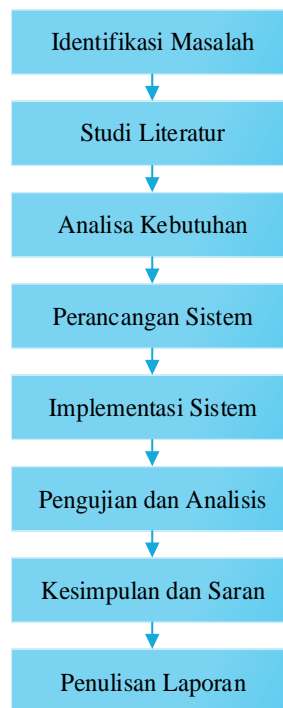 Identifikasi Masalah
Studi Literatur
Analisa Kebutuhan
Perancangan Sistem
Implementasi Sistem
Pengujian dan Analisis
Kesimpulan dan Saran
Penulisan Laporan